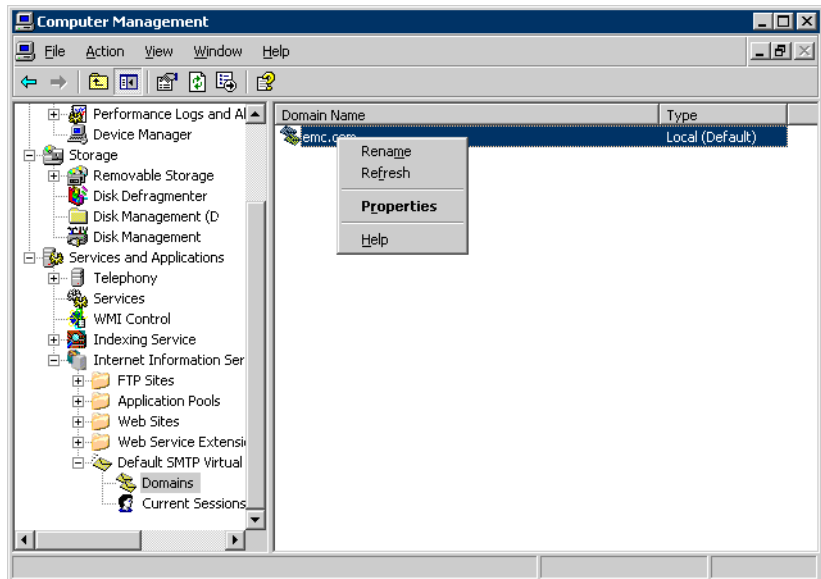 Computer Management
File Action View Window Help
Domain Name Type
Performance Logs and Al
Device Manager
Storage
Removable Storage
Disk Defragmenter
Disk Management (D
Disk Management
Services and Applications
Telephony
Services
WMI Control
Indexing Service
Internet Information Ser
FTP Sites
Application Pools
Web Sites
Web Service Extensi
Default SMTP Virtual
Domains
Current Sessions
emc.com Local (Default)
Rename
Refresh
Properties
Help